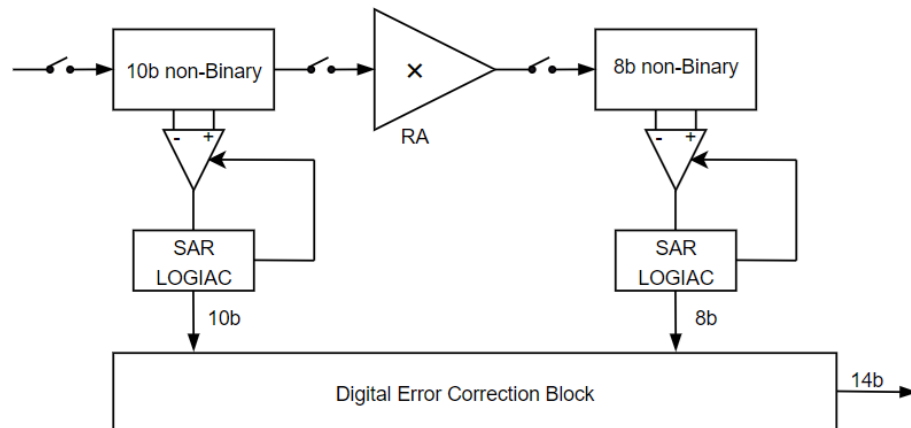 10b non-Binary
×
RA
8b non-Binary
- +
- +
SAR
LOGIAC
SAR
LOGIAC
10b
8b
Digital Error Correction Block
14b